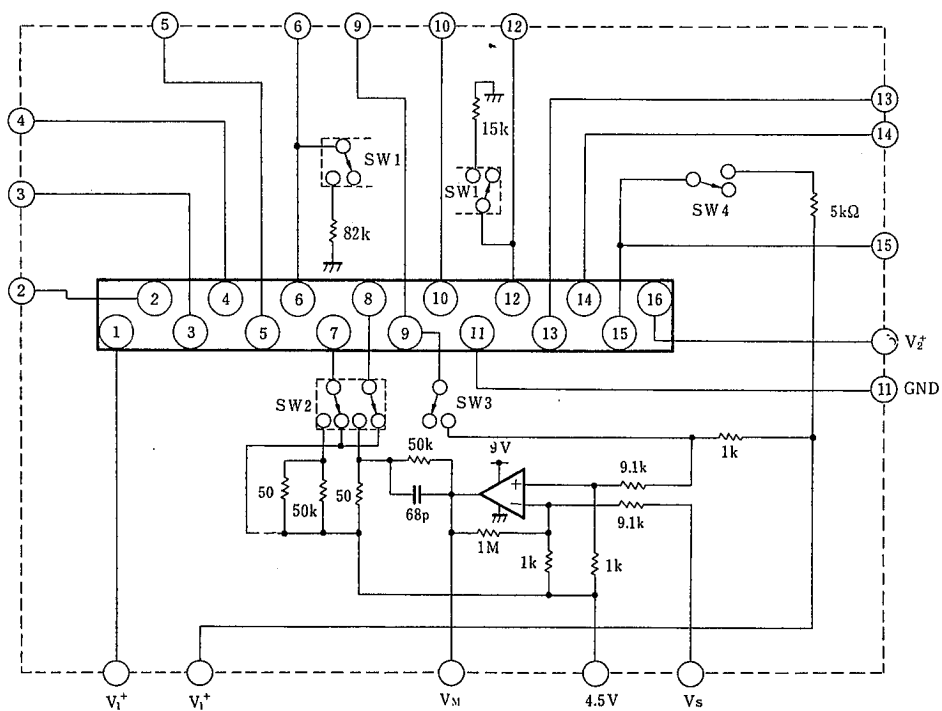 5 6 9 10 12
13
4 15k 14
SW1 SW1
SW4
3 5kΩ
82k
15
2 2 4 6 8 10 12 14 16
1 3 5 7 9 11 13 15 V₂⁺
11 GND
SW2 SW3
50k 9V 1k
+ 9.1k
50 50k 50 −
68p 9.1k
1M
1k 1k
V₁⁺ V₁⁺ VM 4.5V VS